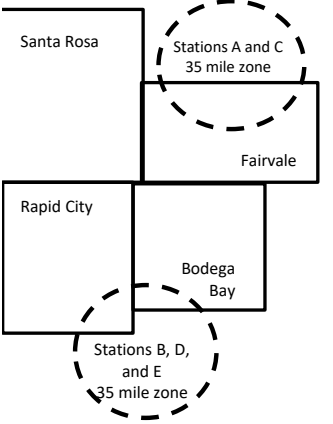 Santa Rosa
Stations A and C
35 mile zone
Fairvale
Rapid City
Bodega
Bay
Stations B, D,
and E
35 mile zone